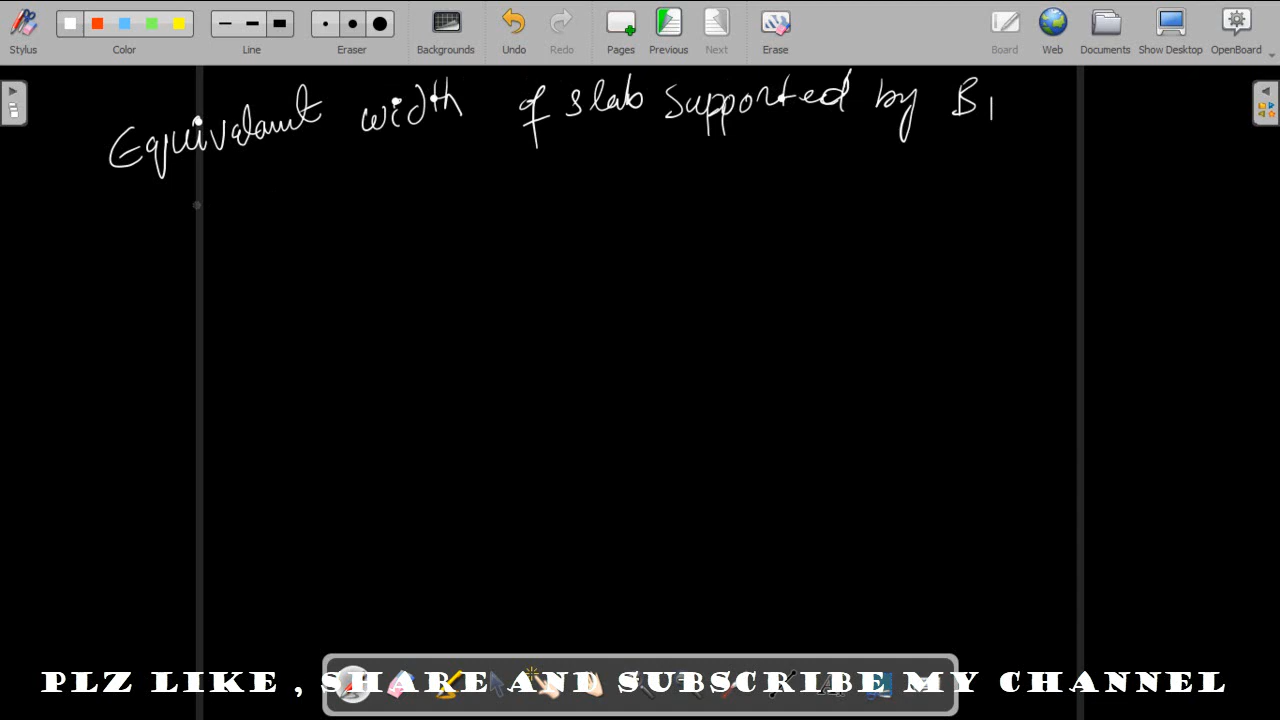 Stylus Color Line Eraser Backgrounds Undo Redo Pages Previous Next Erase Board Web Documents Show Desktop OpenBoard
Equivalant width of slab supported by B1
PLZ LIKE , SHARE AND SUBSCRIBE MY CHANNEL